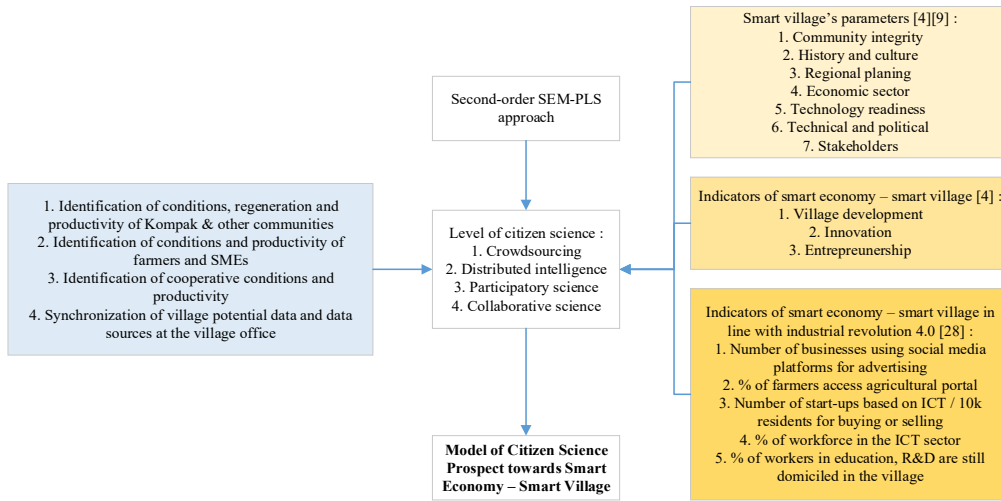 Smart village's parameters [4][9] :
1. Community integrity
2. History and culture
3. Regional planing
4. Economic sector
5. Technology readiness
6. Technical and political
7. Stakeholders
Second-order SEM-PLS
approach
1. Identification of conditions, regeneration and
productivity of Kompak & other communities
2. Identification of conditions and productivity of
farmers and SMEs
3. Identification of cooperative conditions and
productivity
4. Synchronization of village potential data and data
sources at the village office
Level of citizen science :
1. Crowdsourcing
2. Distributed intelligence
3. Participatory science
4. Collaborative science
Indicators of smart economy – smart village [4] :
1. Village development
2. Innovation
3. Entrepreunership
Indicators of smart economy – smart village in
line with industrial revolution 4.0 [28] :
1. Number of businesses using social media
platforms for advertising
2. % of farmers access agricultural portal
3. Number of start-ups based on ICT / 10k
residents for buying or selling
4. % of workforce in the ICT sector
5. % of workers in education, R&D are still
domiciled in the village
Model of Citizen Science
Prospect towards Smart
Economy – Smart Village